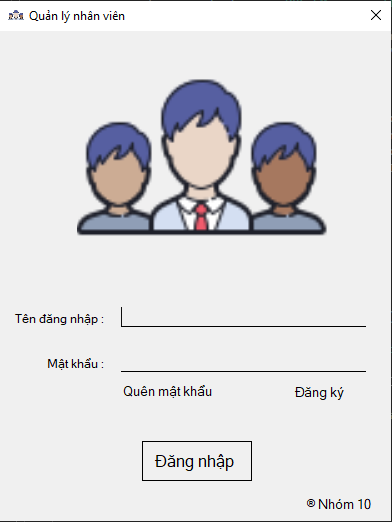 Quản lý nhân viên
Tên đăng nhập :
Mật khẩu :
Quên mật khẩu
Đăng ký
Đăng nhập
® Nhóm 10